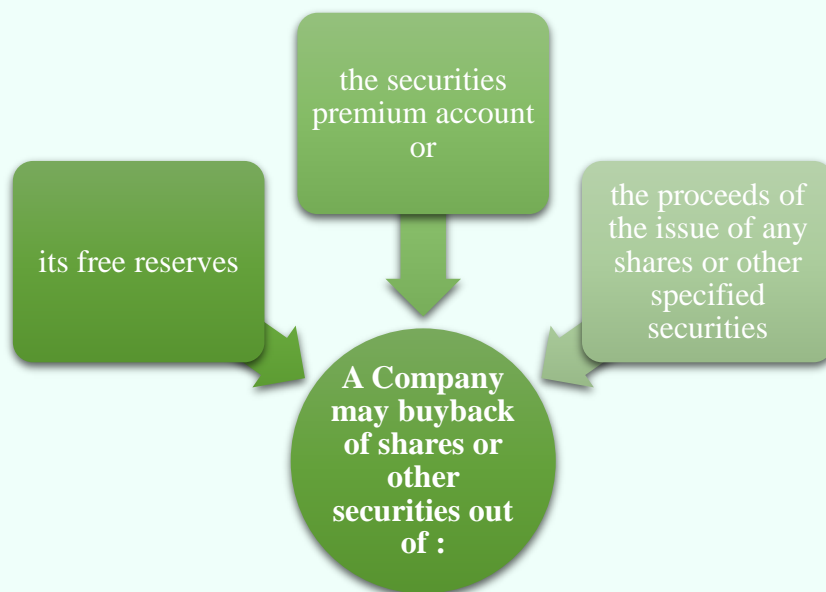 its free reserves
the securities
premium account
or
the proceeds of
the issue of any
shares or other
specified
securities
A Company
may buyback
of shares or
other
securities out
of :